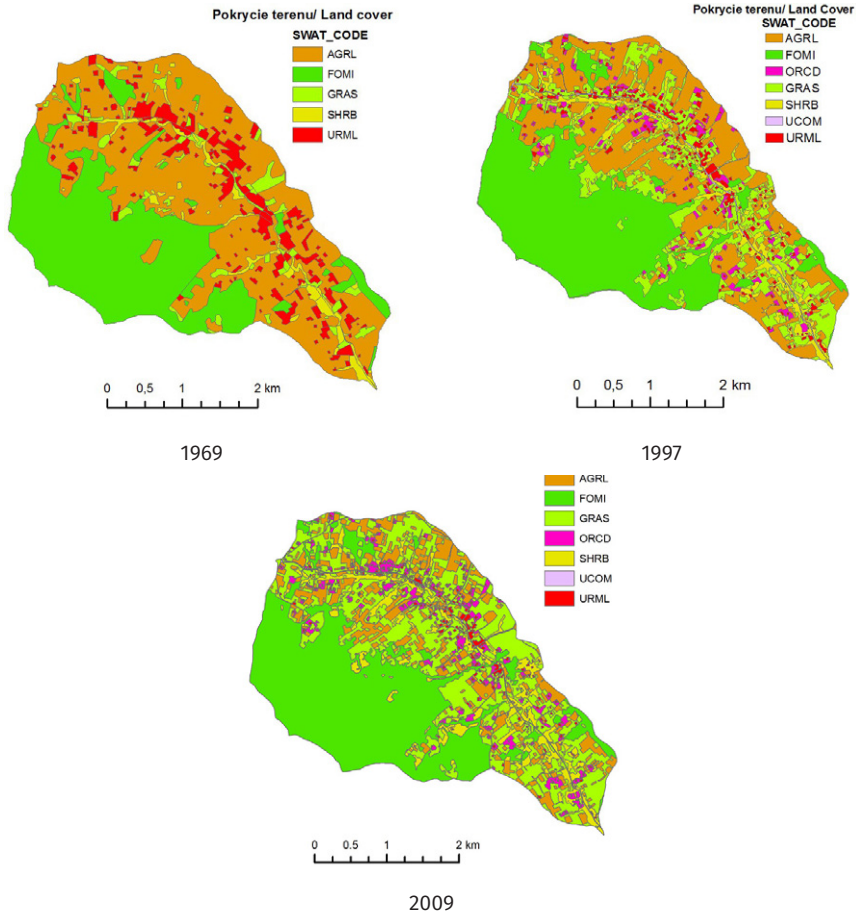 Pokrycie terenu/ Land cover
SWAT_CODE
AGRL
FOMI
GRAS
SHRB
URML
0 0,5 1 2 km
1969
Pokrycie terenu/ Land Cover
SWAT_CODE
AGRL
FOMI
ORCD
GRAS
SHRB
UCOM
URML
0 0,5 1 2 km
1997
AGRL
FOMI
GRAS
ORCD
SHRB
UCOM
URML
0 0.5 1 2 km
2009